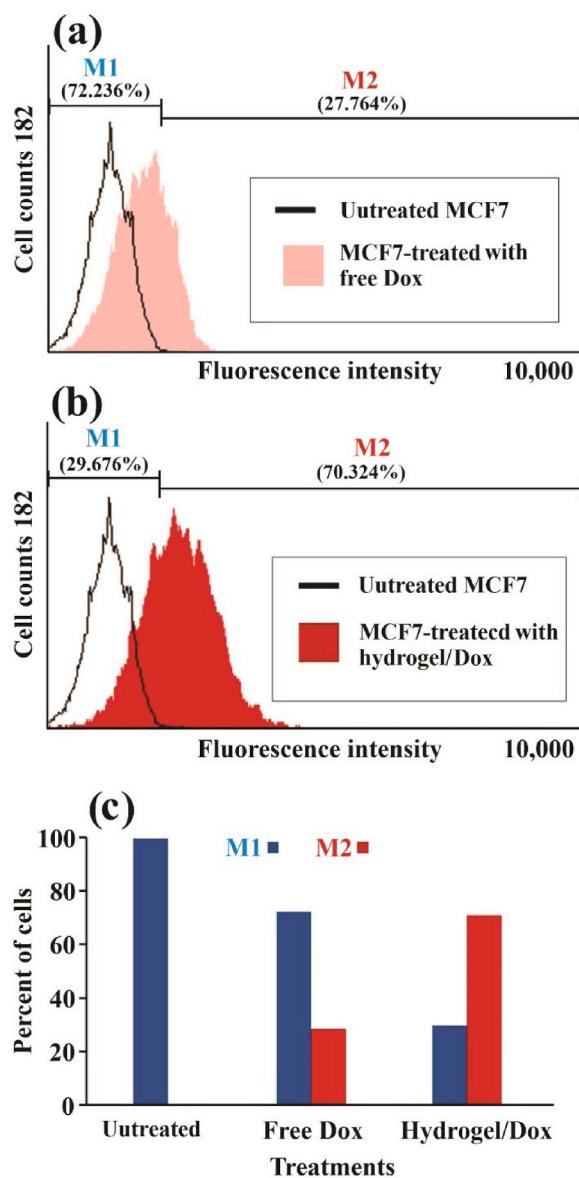 (a)
M1
(72.236%)
M2
(27.764%)
Cell counts 182
Uutreated MCF7
MCF7-treated with
free Dox
Fluorescence intensity
10,000
(b)
M1
(29.676%)
M2
(70.324%)
Cell counts 182
Uutreated MCF7
MCF7-treatecd with
hydrogel/Dox
Fluorescence intensity
10,000
(c)
M1 M2
100
80
60
40
20
0
Percent of cells
Uutreated Free Dox Hydrogel/Dox
Treatments